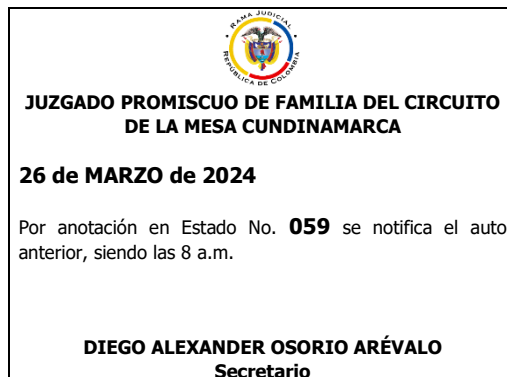 RAMA JUDICIAL
REPÚBLICA DE COLOMBIA
JUZGADO PROMISCUO DE FAMILIA DEL CIRCUITO
DE LA MESA CUNDINAMARCA
26 de MARZO de 2024
Por anotación en Estado No. 059 se notifica el auto
anterior, siendo las 8 a.m.
DIEGO ALEXANDER OSORIO ARÉVALO
Secretario